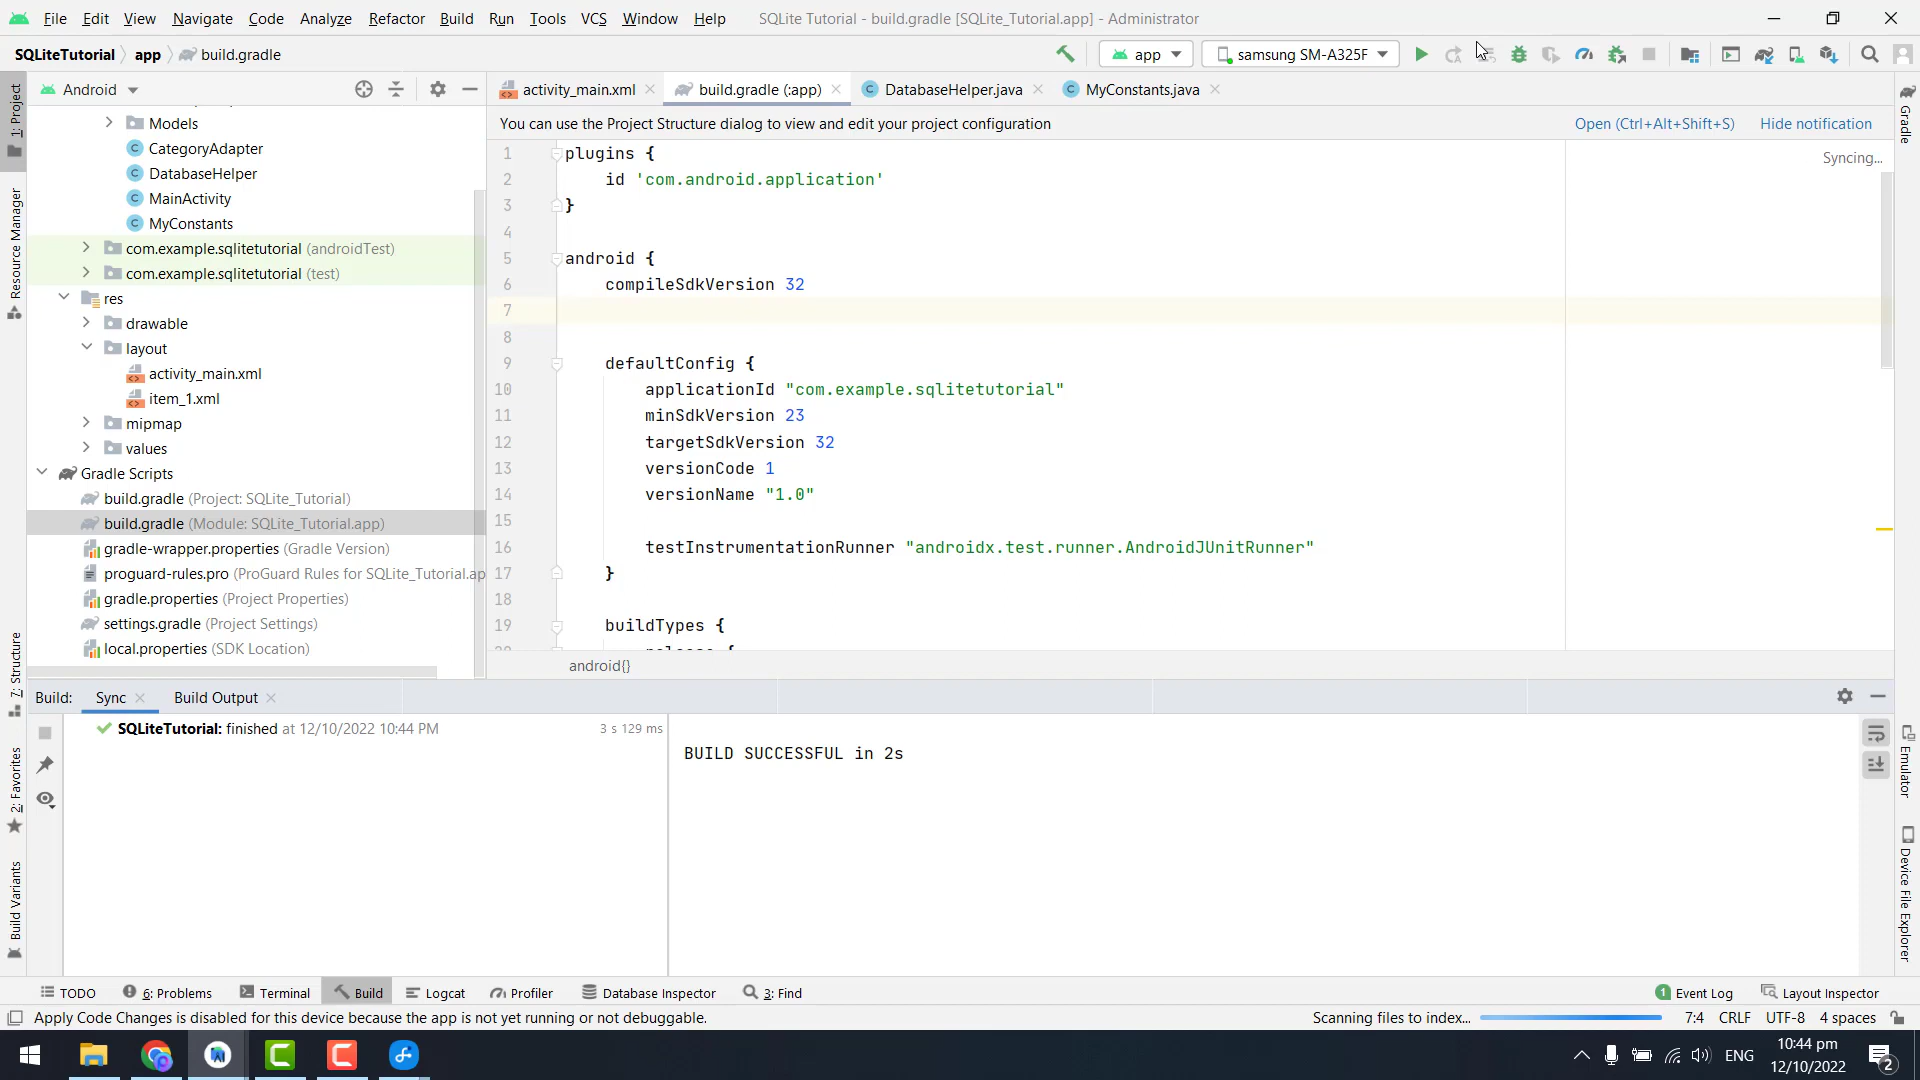 File Edit View Navigate Code Analyze Refactor Build Run Tools VCS Window Help SQLite Tutorial - build.gradle [SQLite_Tutorial.app] - Administrator
SQLiteTutorial app build.gradle app samsung SM-A325F
Android activity_main.xml build.gradle (:app) DatabaseHelper.java MyConstants.java
You can use the Project Structure dialog to view and edit your project configuration Open (Ctrl+Alt+Shift+S) Hide notification
Syncing...
1: Project
Resource Manager
7: Structure
2: Favorites
Build Variants
Models
CategoryAdapter
DatabaseHelper
MainActivity
MyConstants
com.example.sqlitetutorial (androidTest)
com.example.sqlitetutorial (test)
res
drawable
layout
activity_main.xml
item_1.xml
mipmap
values
Gradle Scripts
build.gradle (Project: SQLite_Tutorial)
build.gradle (Module: SQLite_Tutorial.app)
gradle-wrapper.properties (Gradle Version)
proguard-rules.pro (ProGuard Rules for SQLite_Tutorial.ap
gradle.properties (Project Properties)
settings.gradle (Project Settings)
local.properties (SDK Location)
1 plugins {
2 id 'com.android.application'
3 }
4
5 android {
6 compileSdkVersion 32
7
8
9 defaultConfig {
10 applicationId "com.example.sqlitetutorial"
11 minSdkVersion 23
12 targetSdkVersion 32
13 versionCode 1
14 versionName "1.0"
15
16 testInstrumentationRunner "androidx.test.runner.AndroidJUnitRunner"
17 }
18
19 buildTypes {
android{}
Gradle
Emulator
Device File Explorer
Build: Sync Build Output
SQLiteTutorial: finished at 12/10/2022 10:44 PM 3 s 129 ms
BUILD SUCCESSFUL in 2s
TODO 6: Problems Terminal Build Logcat Profiler Database Inspector 3: Find 1 Event Log Layout Inspector
Apply Code Changes is disabled for this device because the app is not yet running or not debuggable. Scanning files to index... 7:4 CRLF UTF-8 4 spaces
ENG 10:44 pm
12/10/2022 2